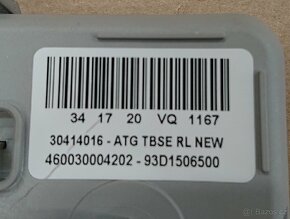 34 17 20 VQ 1167
30414016 - ATG TBSE RL NEW
460030004202 - 93D1506500